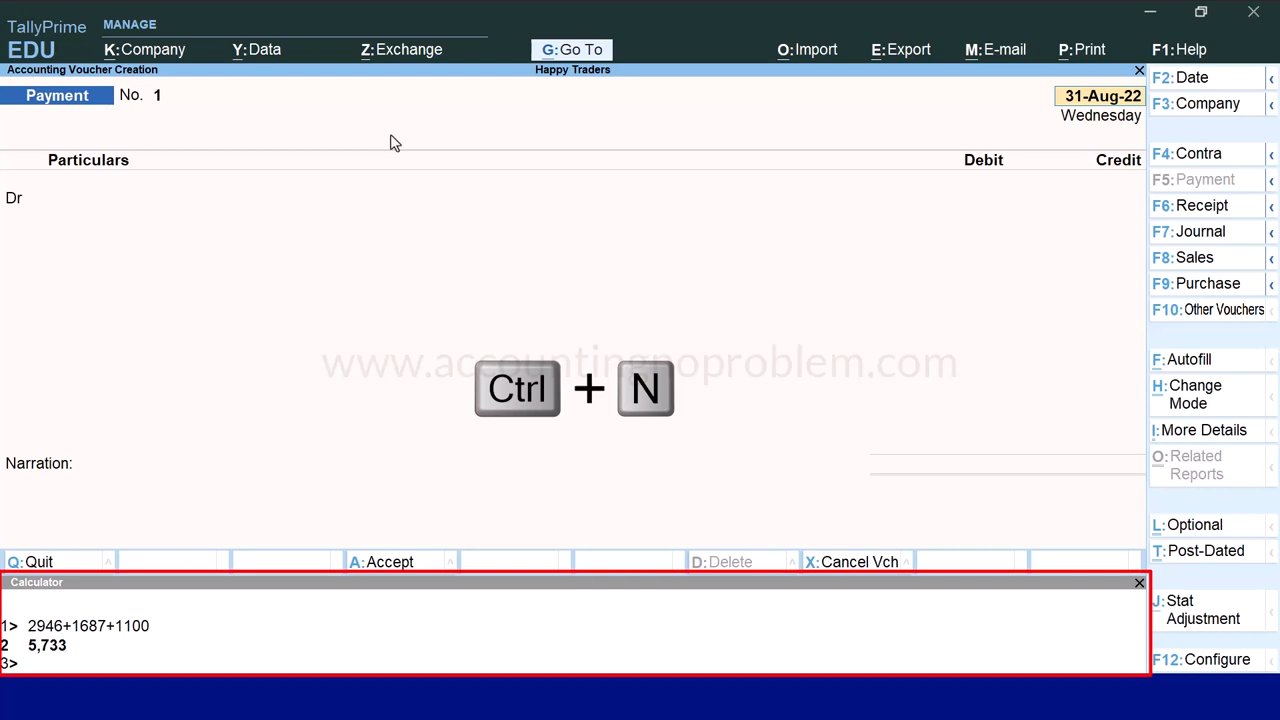 TallyPrime
EDU
MANAGE
K:Company Y:Data Z:Exchange G:Go To O:Import E:Export M:E-mail P:Print F1:Help
Accounting Voucher Creation Happy Traders
Payment No. 1 31-Aug-22
Wednesday
Particulars Debit Credit
Dr
www.accountingnoproblem.com
Ctrl + N
Narration:
Q:Quit A:Accept D:Delete X:Cancel Vch
Calculator
1> 2946+1687+1100
2 5,733
3>
F2:Date
F3:Company
F4:Contra
F5:Payment
F6:Receipt
F7:Journal
F8:Sales
F9:Purchase
F10:Other Vouchers
F:Autofill
H:Change
Mode
I:More Details
O:Related
Reports
L:Optional
T:Post-Dated
J:Stat
Adjustment
F12:Configure